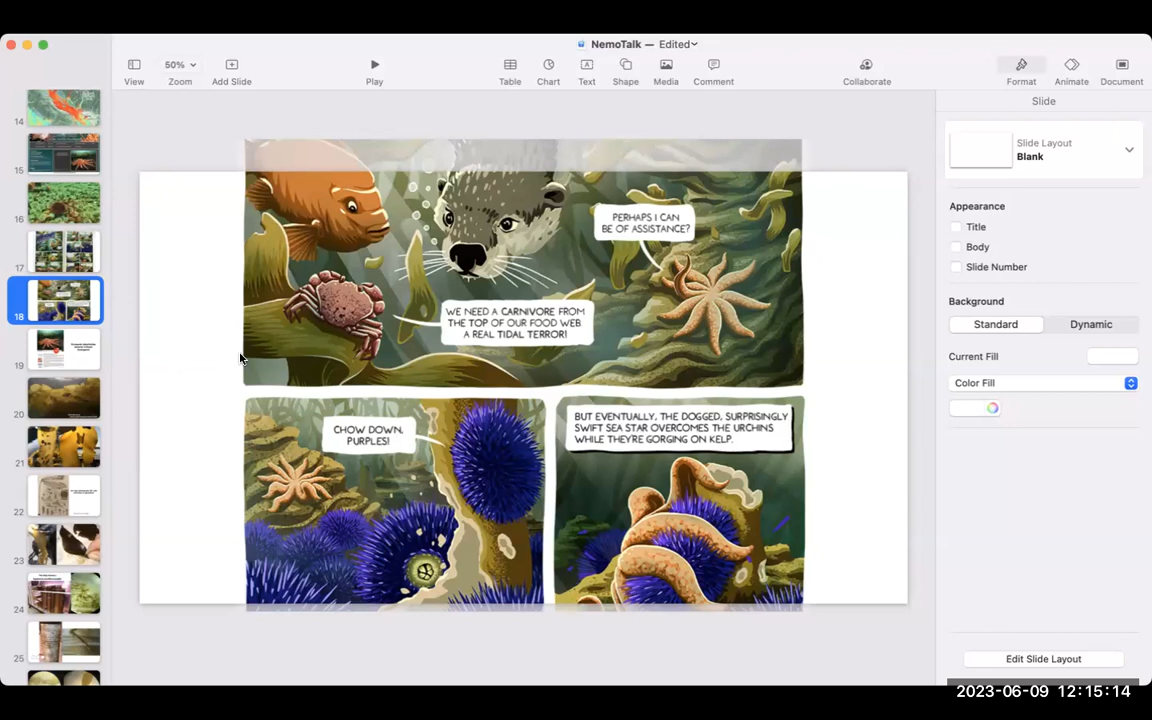 NemoTalk — Edited
50%
View
Zoom
Add Slide
Play
Table
Chart
Text
Shape
Media
Comment
Collaborate
Format
Animate
Document
Slide
14
15
16
17
18
19
20
21
22
23
24
25
PERHAPS I CAN
BE OF ASSISTANCE?
WE NEED A CARNIVORE FROM
THE TOP OF OUR FOOD WEB.
A REAL TIDAL TERROR!
CHOW DOWN,
PURPLES!
BUT EVENTUALLY, THE DOGGED, SURPRISINGLY
SWIFT SEA STAR OVERCOMES THE URCHINS
WHILE THEY'RE GORGING ON KELP.
Slide Layout
Blank
Appearance
Title
Body
Slide Number
Background
Standard
Dynamic
Current Fill
Color Fill
Edit Slide Layout
2023-06-09 12:15:14